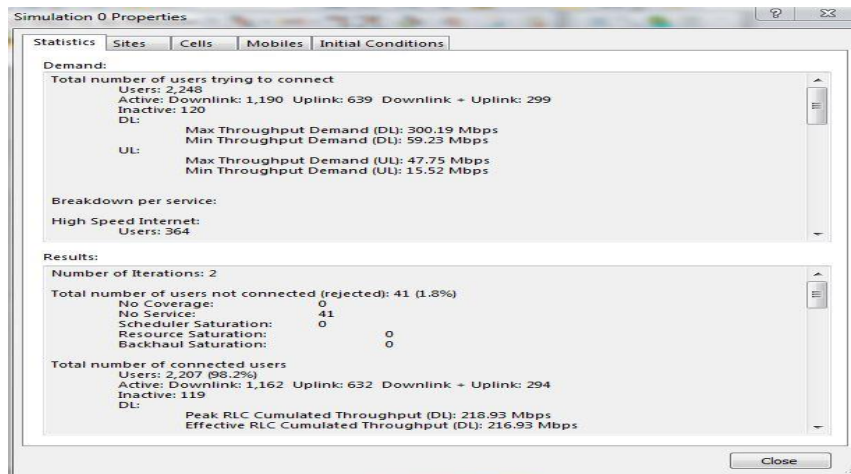 Simulation 0 Properties
Statistics Sites Cells Mobiles Initial Conditions
Demand:
Total number of users trying to connect
Users: 2,248
Active: Downlink: 1,190 Uplink: 639 Downlink + Uplink: 299
Inactive: 120
DL:
Max Throughput Demand (DL): 300.19 Mbps
Min Throughput Demand (DL): 59.23 Mbps
UL:
Max Throughput Demand (UL): 47.75 Mbps
Min Throughput Demand (UL): 15.52 Mbps
Breakdown per service:
High Speed Internet:
Users: 364
Results:
Number of Iterations: 2
Total number of users not connected (rejected): 41 (1.8%)
No Coverage: 0
No Service: 41
Scheduler Saturation: 0
Resource Saturation: 0
Backhaul Saturation: 0
Total number of connected users
Users: 2,207 (98.2%)
Active: Downlink: 1,162 Uplink: 632 Downlink + Uplink: 294
Inactive: 119
DL:
Peak RLC Cumulated Throughput (DL): 218.93 Mbps
Effective RLC Cumulated Throughput (DL): 216.93 Mbps
Close